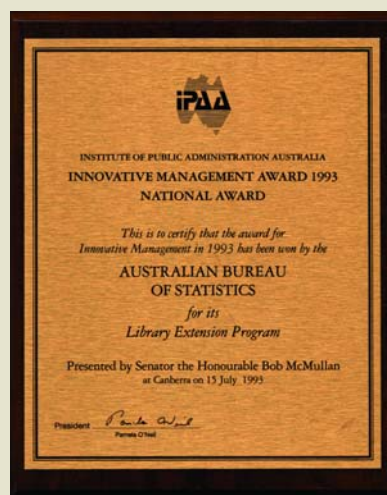 iPAA
INSTITUTE OF PUBLIC ADMINISTRATION AUSTRALIA
INNOVATIVE MANAGEMENT AWARD 1993
NATIONAL AWARD
This is to certify that the award for
Innovative Management in 1993 has been won by the
AUSTRALIAN BUREAU
OF STATISTICS
for its
Library Extension Program
Presented by Senator the Honourable Bob McMullan
at Canberra on 15 July 1993
President Pamela O'Neil
Pamela O'Neil